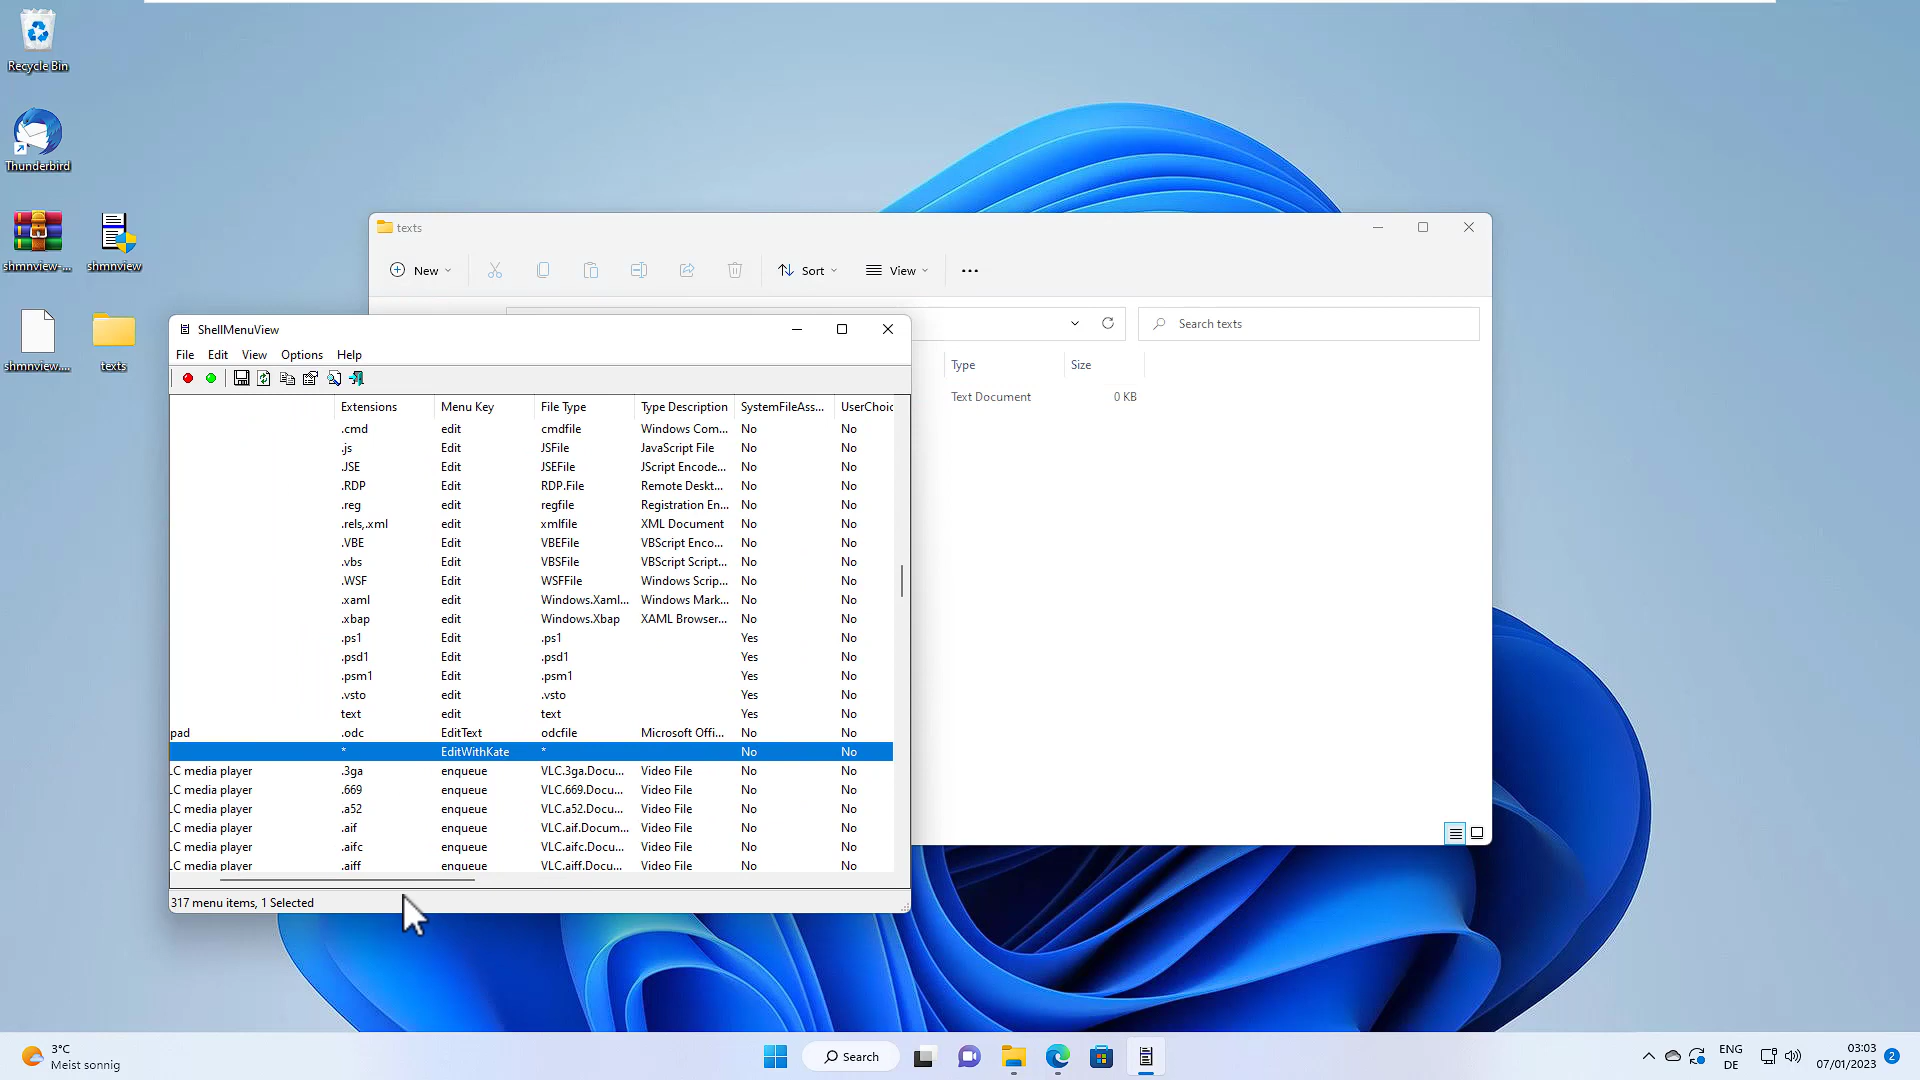 Recycle Bin
Thunderbird
shmnview-...
shmnview
shmnview....
texts
texts
New
Sort
View
Search texts
Type
Size
Text Document
0 KB
ShellMenuView
File
Edit
View
Options
Help
Extensions
Menu Key
File Type
Type Description
SystemFileAss...
UserChoic
.cmd edit cmdfile Windows Com... No No
.js Edit JSFile JavaScript File No No
.JSE Edit JSEFile JScript Encode... No No
.RDP Edit RDP.File Remote Deskt... No No
.reg edit regfile Registration En... No No
.rels,.xml edit xmlfile XML Document No No
.VBE Edit VBEFile VBScript Enco... No No
.vbs Edit VBSFile VBScript Script... No No
.WSF Edit WSFFile Windows Scrip... No No
.xaml edit Windows.Xaml... Windows Mark... No No
.xbap edit Windows.Xbap XAML Browser... No No
.ps1 Edit .ps1 Yes No
.psd1 Edit .psd1 Yes No
.psm1 Edit .psm1 Yes No
.vsto edit .vsto Yes No
text edit text Yes No
pad .odc EditText odcfile Microsoft Offi... No No
* EditWithKate * No No
LC media player .3ga enqueue VLC.3ga.Docu... Video File No No
LC media player .669 enqueue VLC.669.Docu... Video File No No
LC media player .a52 enqueue VLC.a52.Docu... Video File No No
LC media player .aif enqueue VLC.aif.Docum... Video File No No
LC media player .aifc enqueue VLC.aifc.Docu... Video File No No
LC media player .aiff enqueue VLC.aiff.Docu... Video File No No
317 menu items, 1 Selected
3°C
Meist sonnig
Search
ENG
DE
03:03
07/01/2023
2